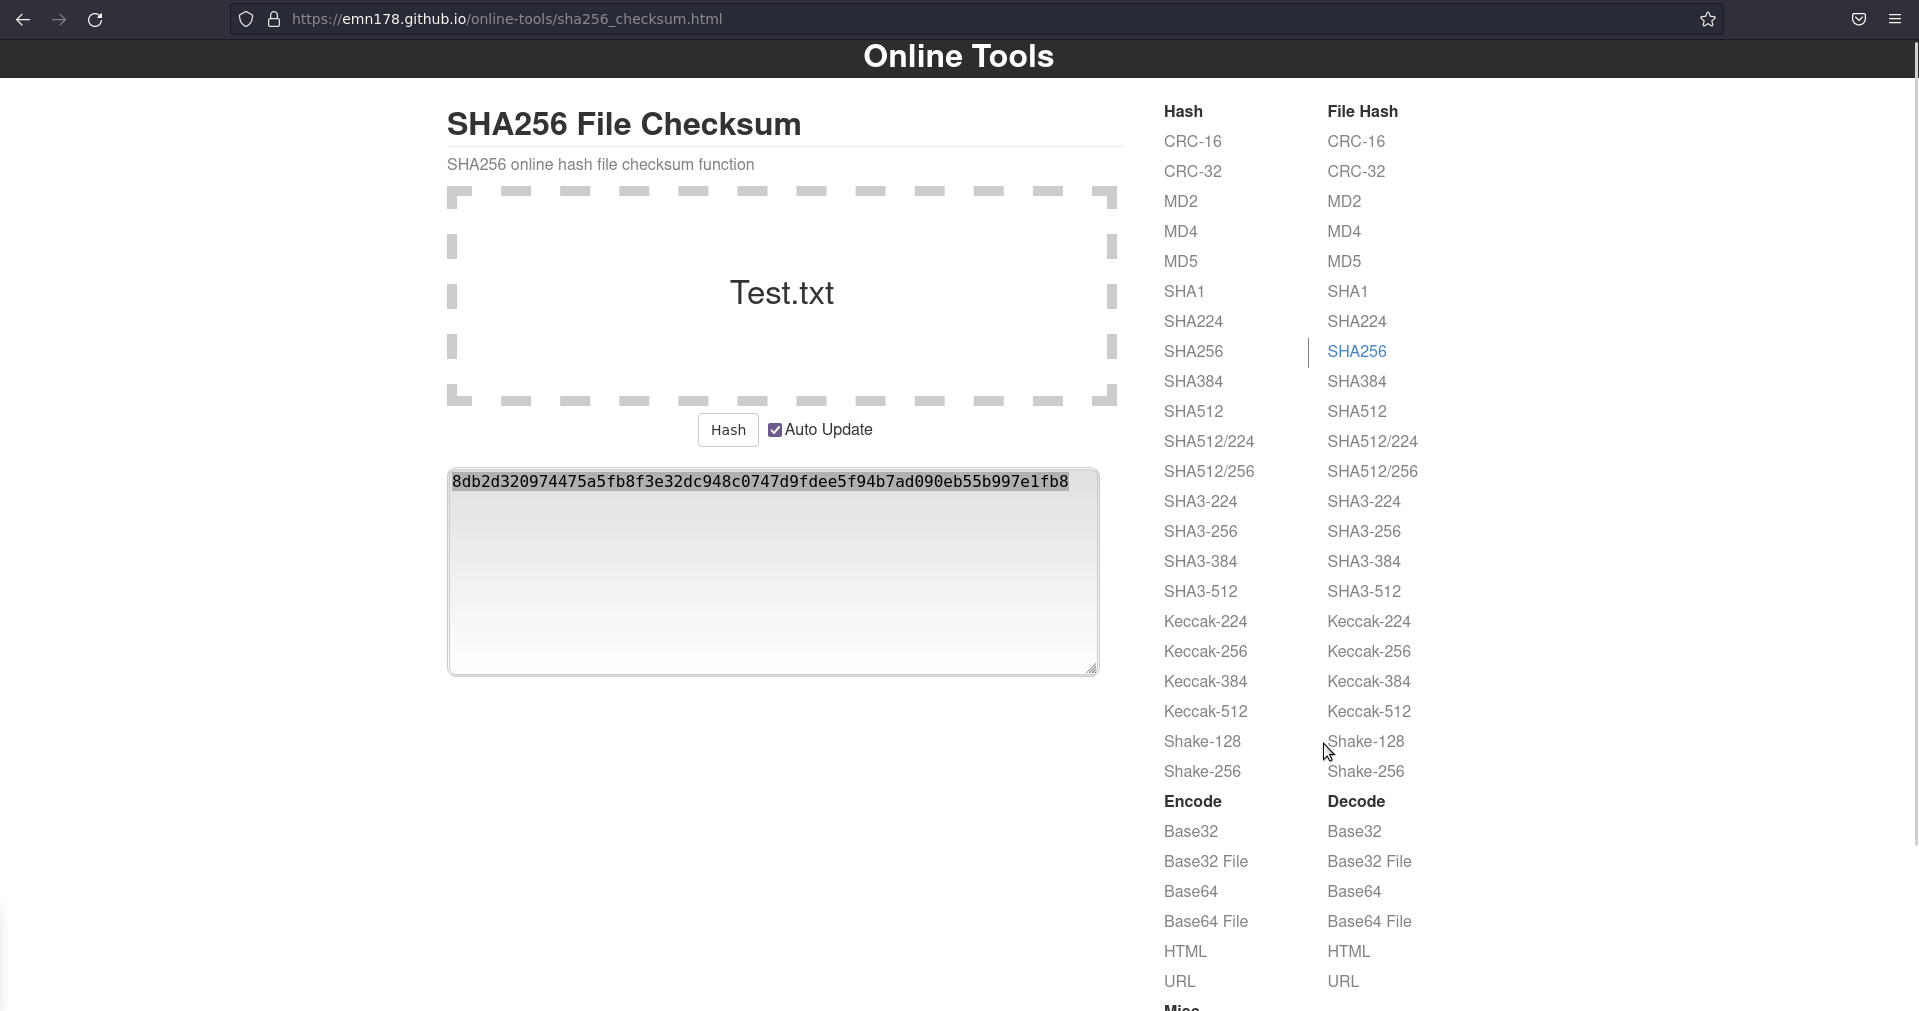 https://emn178.github.io/online-tools/sha256_checksum.html
Online Tools
SHA256 File Checksum
SHA256 online hash file checksum function
Test.txt
Hash
Auto Update
8db2d320974475a5fb8f3e32dc948c0747d9fdee5f94b7ad090eb55b997e1fb8
Hash
CRC-16
CRC-32
MD2
MD4
MD5
SHA1
SHA224
SHA256
SHA384
SHA512
SHA512/224
SHA512/256
SHA3-224
SHA3-256
SHA3-384
SHA3-512
Keccak-224
Keccak-256
Keccak-384
Keccak-512
Shake-128
Shake-256
Encode
Base32
Base32 File
Base64
Base64 File
HTML
URL
Misc
File Hash
CRC-16
CRC-32
MD2
MD4
MD5
SHA1
SHA224
SHA256
SHA384
SHA512
SHA512/224
SHA512/256
SHA3-224
SHA3-256
SHA3-384
SHA3-512
Keccak-224
Keccak-256
Keccak-384
Keccak-512
Shake-128
Shake-256
Decode
Base32
Base32 File
Base64
Base64 File
HTML
URL